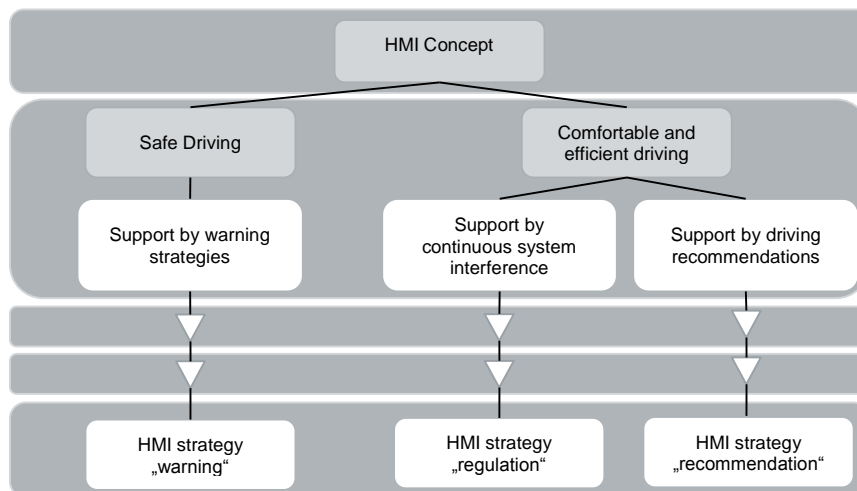 HMI Concept
Safe Driving
Comfortable and
efficient driving
Support by warning
strategies
Support by
continuous system
interference
Support by driving
recommendations
HMI strategy
„warning“
HMI strategy
„regulation“
HMI strategy
„recommendation“